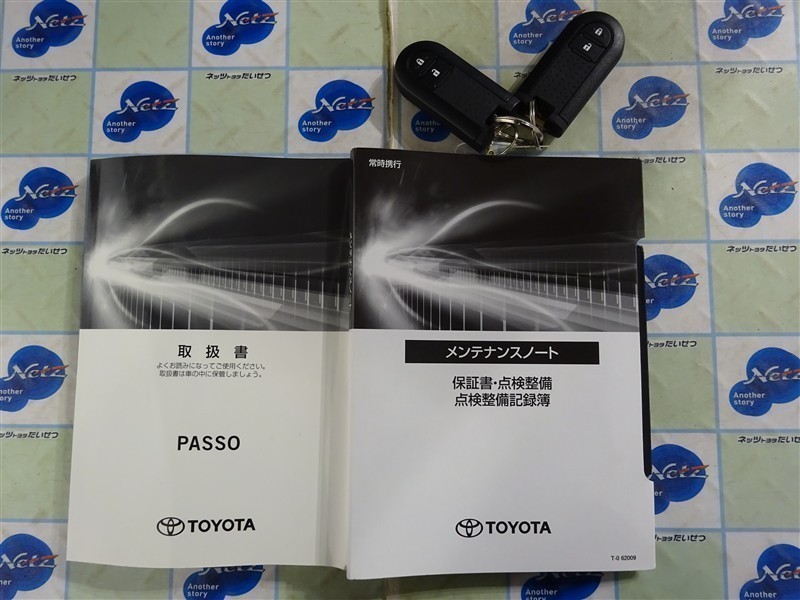 Netz
Another
story
ネッツトヨタだいせつ
常時携行
取扱書
よくお読みになってご使用ください。
取扱書は車の中に保管しましょう。
PASSO
TOYOTA
メンテナンスノート
保証書・点検整備
点検整備記録簿
TOYOTA
T-0 62009